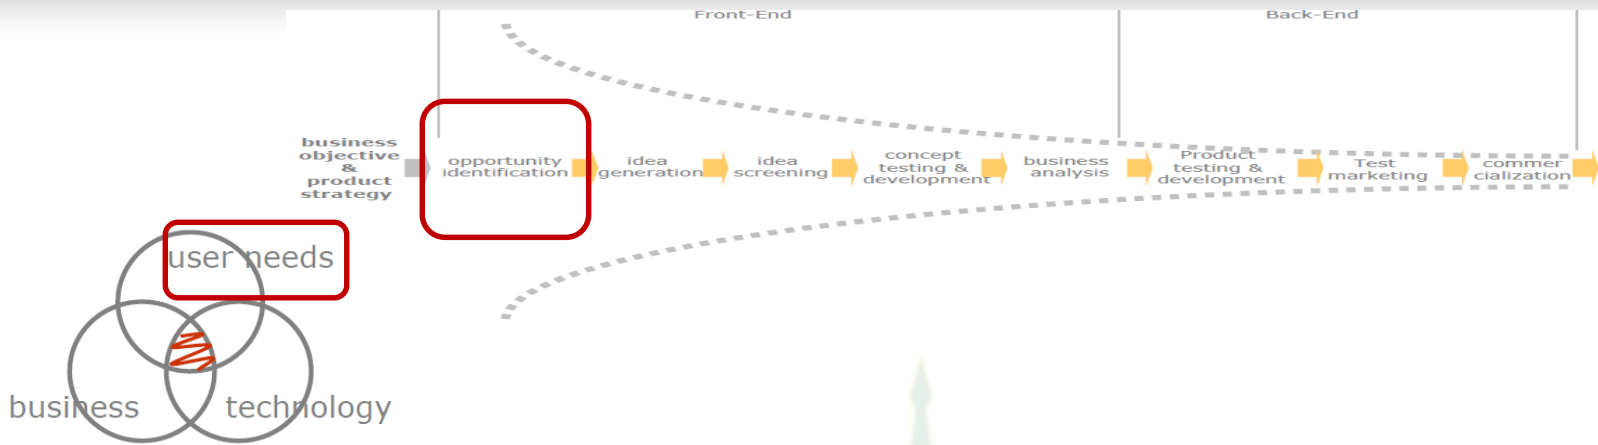 Front-End
Back-End
business
objective
&
product
strategy
opportunity
identification
idea
generation
idea
screening
concept
testing &
development
business
analysis
Product
testing &
development
Test
marketing
commer
cialization
user needs
business
technology